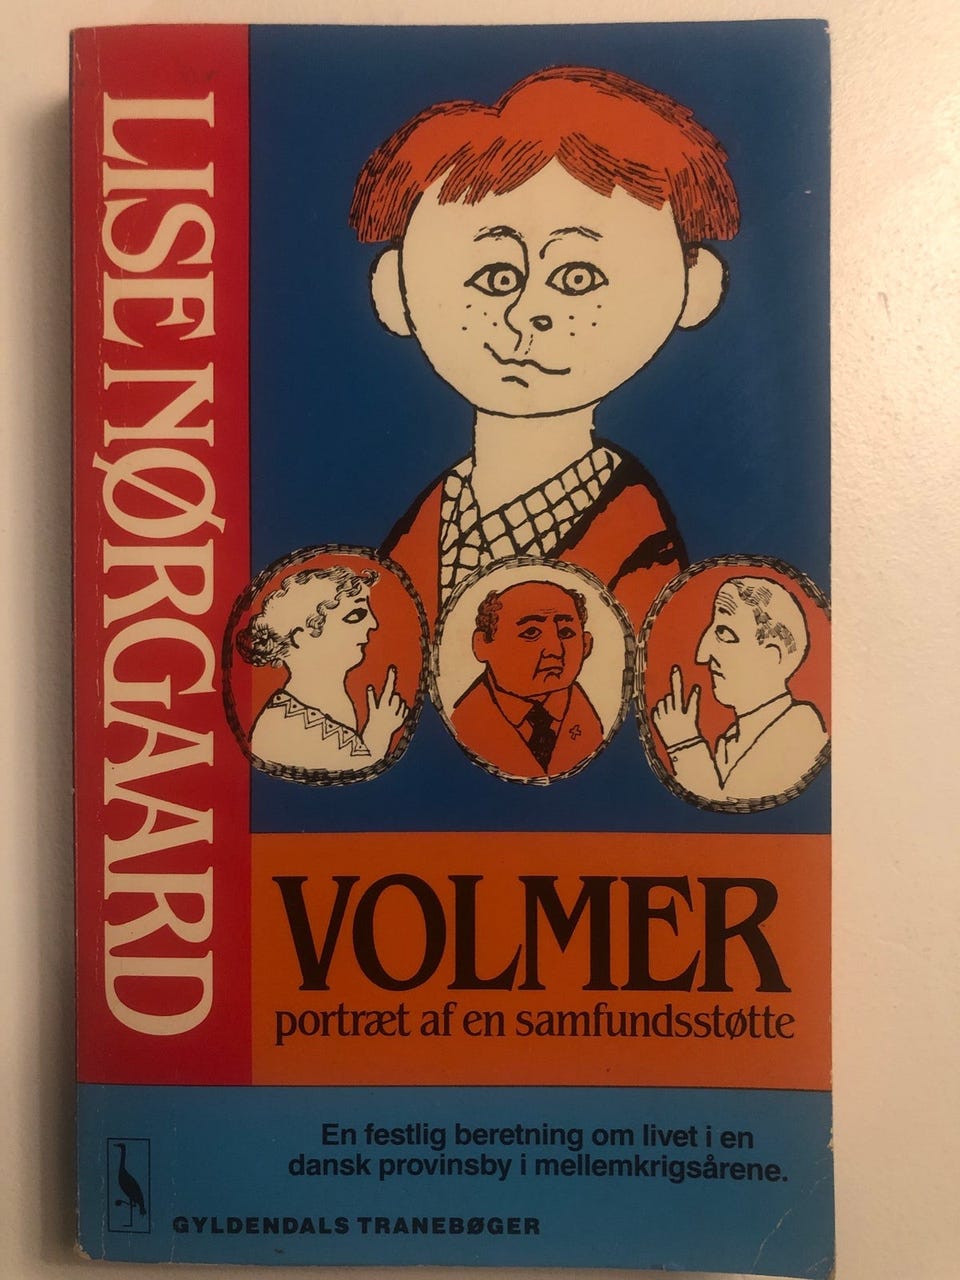 LISE NØRGAARD
VOLMER
portræt af en samfundsstøtte
En festlig beretning om livet i en
dansk provinsby i mellemkrigsårene.
GYLDENDALS TRANEBØGER